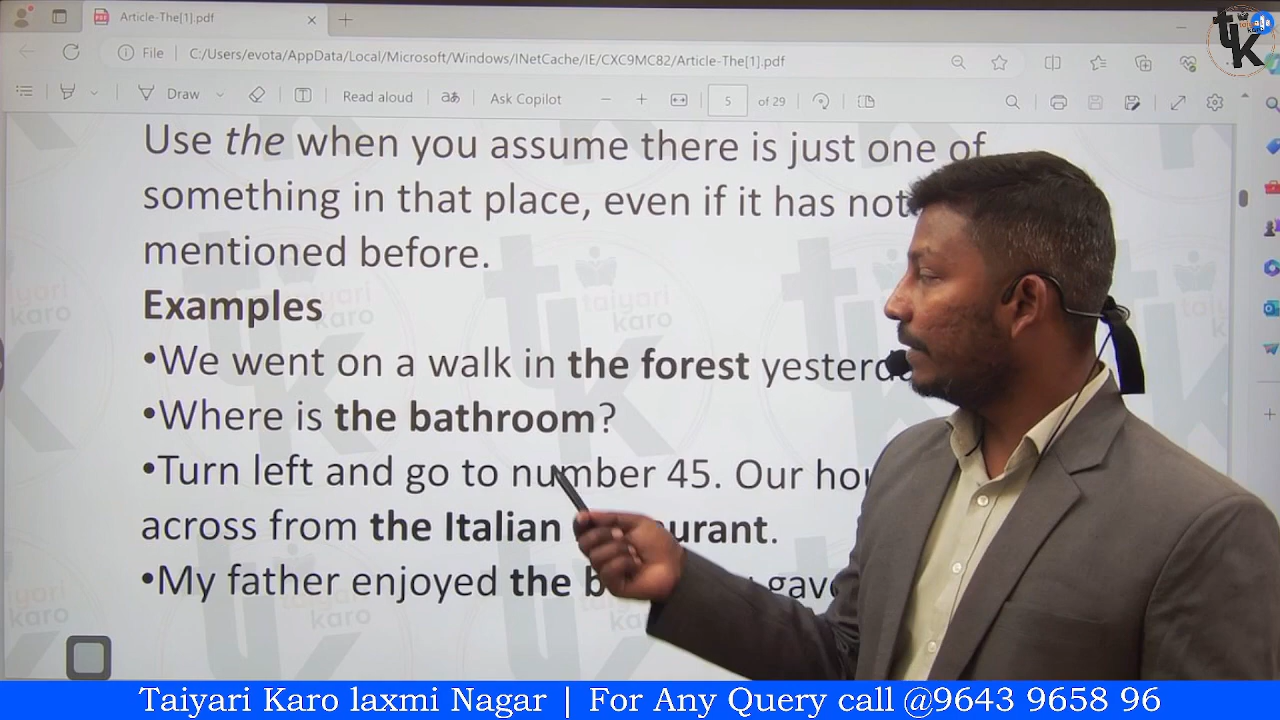 Article-The[1].pdf
File C:/Users/evota/AppData/Local/Microsoft/Windows/INetCache/IE/CXC9MC82/Article-The[1].pdf
Draw Read aloud Ask Copilot 5 of 29
Use the when you assume there is just one of
something in that place, even if it has not
mentioned before.
Examples
•We went on a walk in the forest
•Where is the bathroom?
•Turn left and go to number 45. Our
across from the Italian
•My father enjoyed the
taiyari
karo
Taiyari Karo laxmi Nagar | For Any Query call @9643 9658 96